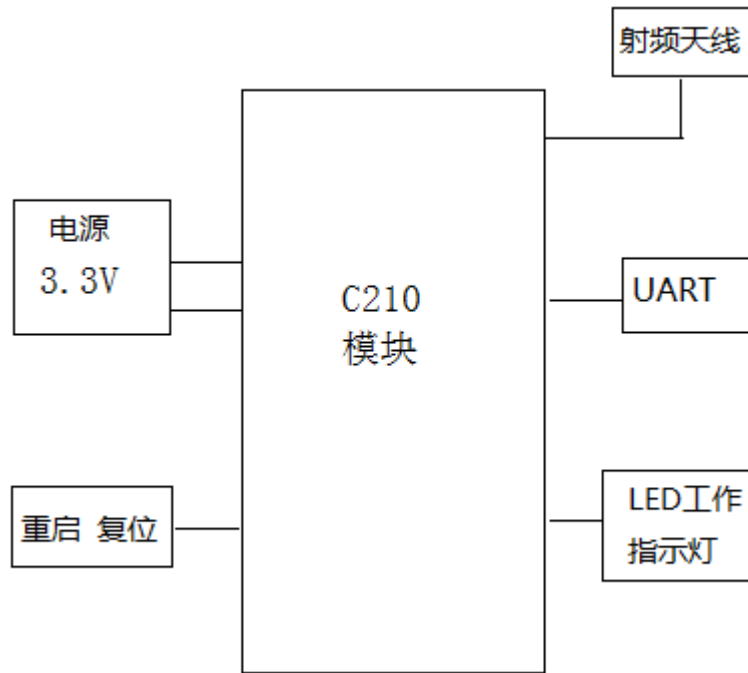 射频天线
电源
3.3V
C210
模块
UART
重启 复位
LED工作
指示灯